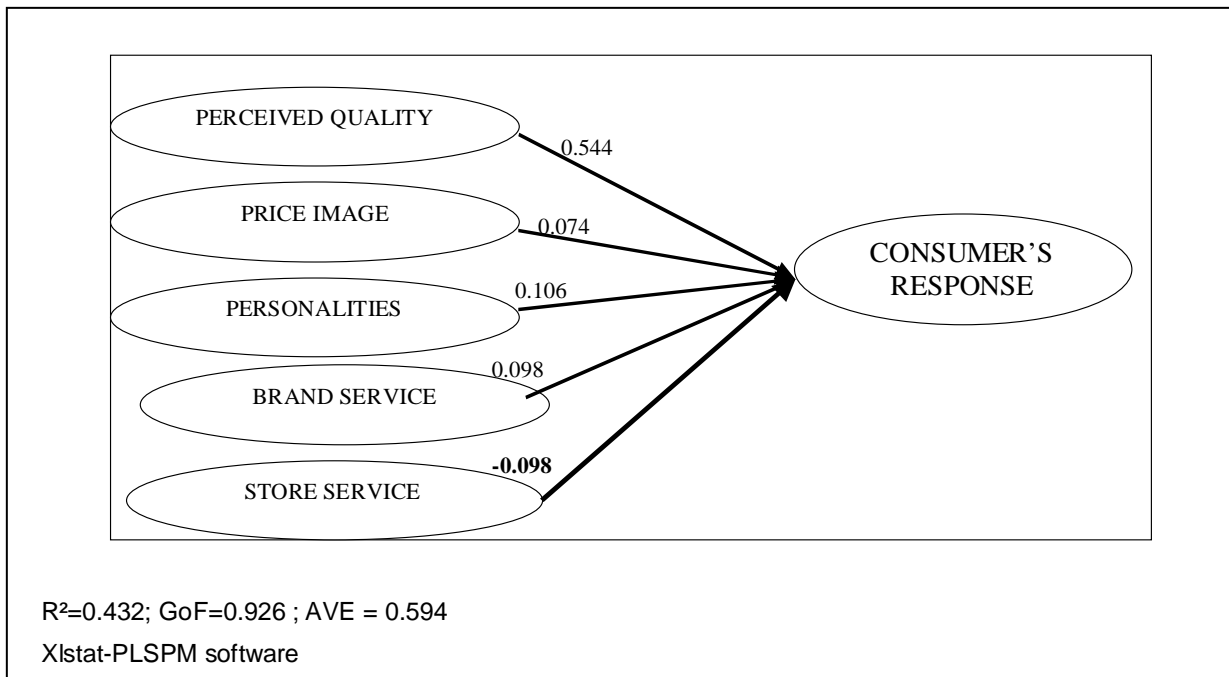 PERCEIVED QUALITY
0.544
PRICE IMAGE
0.074
PERSONALITIES
0.106
BRAND SERVICE
0.098
STORE SERVICE
-0.098
CONSUMER’S
RESPONSE
R²=0.432; GoF=0.926 ; AVE = 0.594
Xlstat-PLSPM software